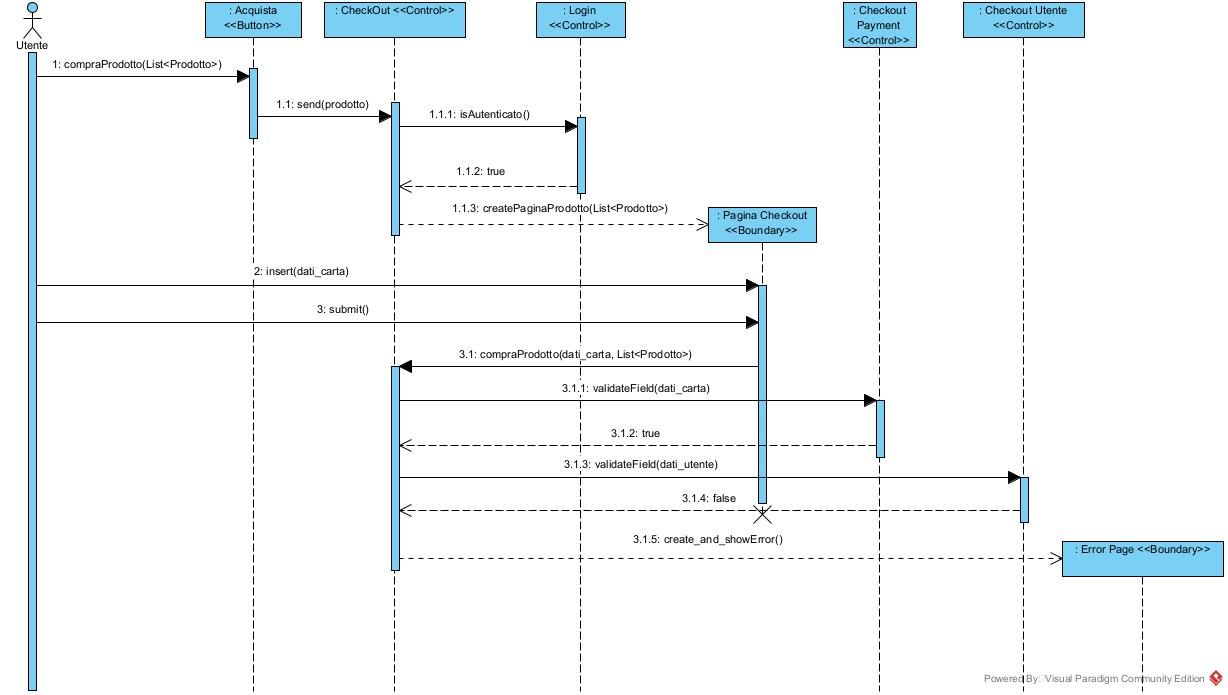 Utente
: Acquista
<<Button>>
: CheckOut <<Control>>
: Login
<<Control>>
: Checkout
Payment
<<Control>>
: Checkout Utente
<<Control>>
1: compraProdotto(List<Prodotto>)
1.1: send(prodotto)
1.1.1: isAutenticato()
1.1.2: true
1.1.3: createPaginaProdotto(List<Prodotto>)
: Pagina Checkout
<<Boundary>>
2: insert(dati_carta)
3: submit()
3.1: compraProdotto(dati_carta, List<Prodotto>)
3.1.1: validateField(dati_carta)
3.1.2: true
3.1.3: validateField(dati_utente)
3.1.4: false
3.1.5: create_and_showError()
: Error Page <<Boundary>>
Powered By Visual Paradigm Community Edition